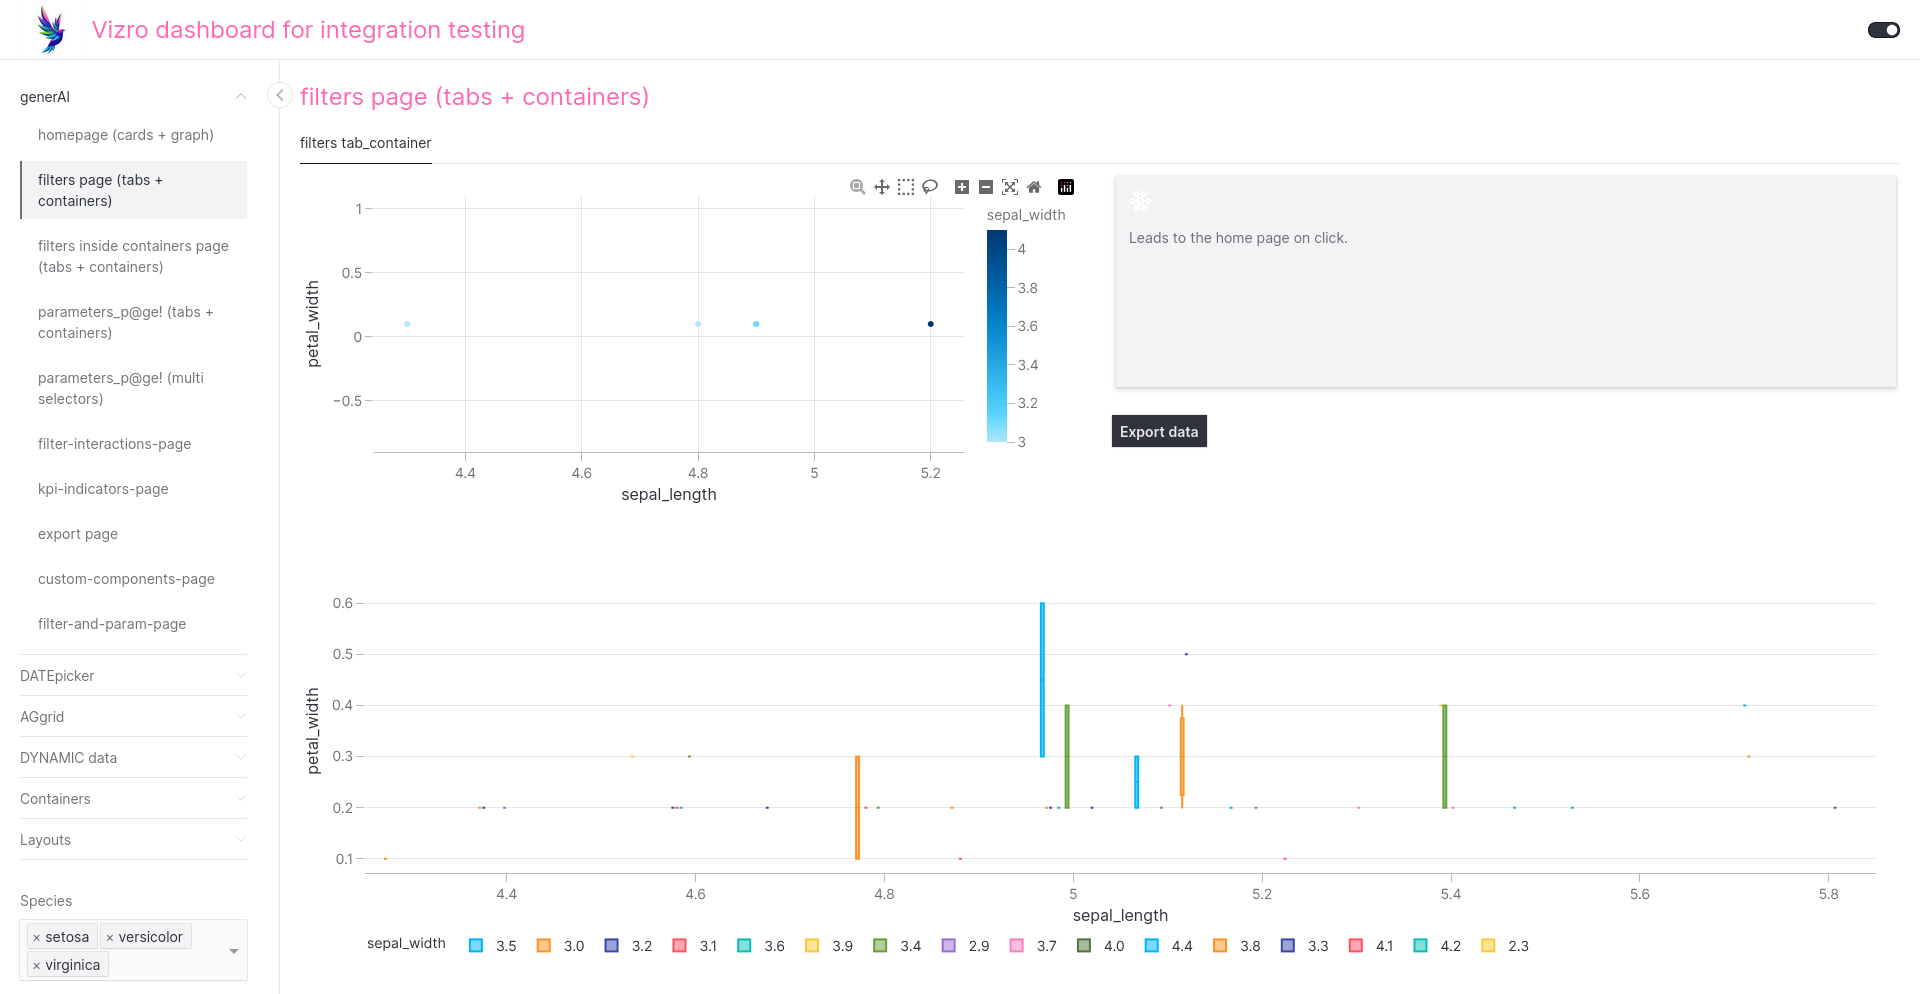 Vizro dashboard for integration testing
generAI
homepage (cards + graph)
filters page (tabs +
containers)
filters inside containers page
(tabs + containers)
parameters_p@ge! (tabs +
containers)
parameters_p@ge! (multi
selectors)
filter-interactions-page
kpi-indicators-page
export page
custom-components-page
filter-and-param-page
DATEpicker
AGgrid
DYNAMIC data
Containers
Layouts
Species
× setosa × versicolor
× virginica
filters page (tabs + containers)
filters tab_container
sepal_width
4
3.8
3.6
3.4
3.2
3
petal_width
1
0.5
0
−0.5
4.4 4.6 4.8 5 5.2
sepal_length
Leads to the home page on click.
Export data
petal_width
0.6
0.5
0.4
0.3
0.2
0.1
4.4 4.6 4.8 5 5.2 5.4 5.6 5.8
sepal_length
sepal_width 3.5 3.0 3.2 3.1 3.6 3.9 3.4 2.9 3.7 4.0 4.4 3.8 3.3 4.1 4.2 2.3